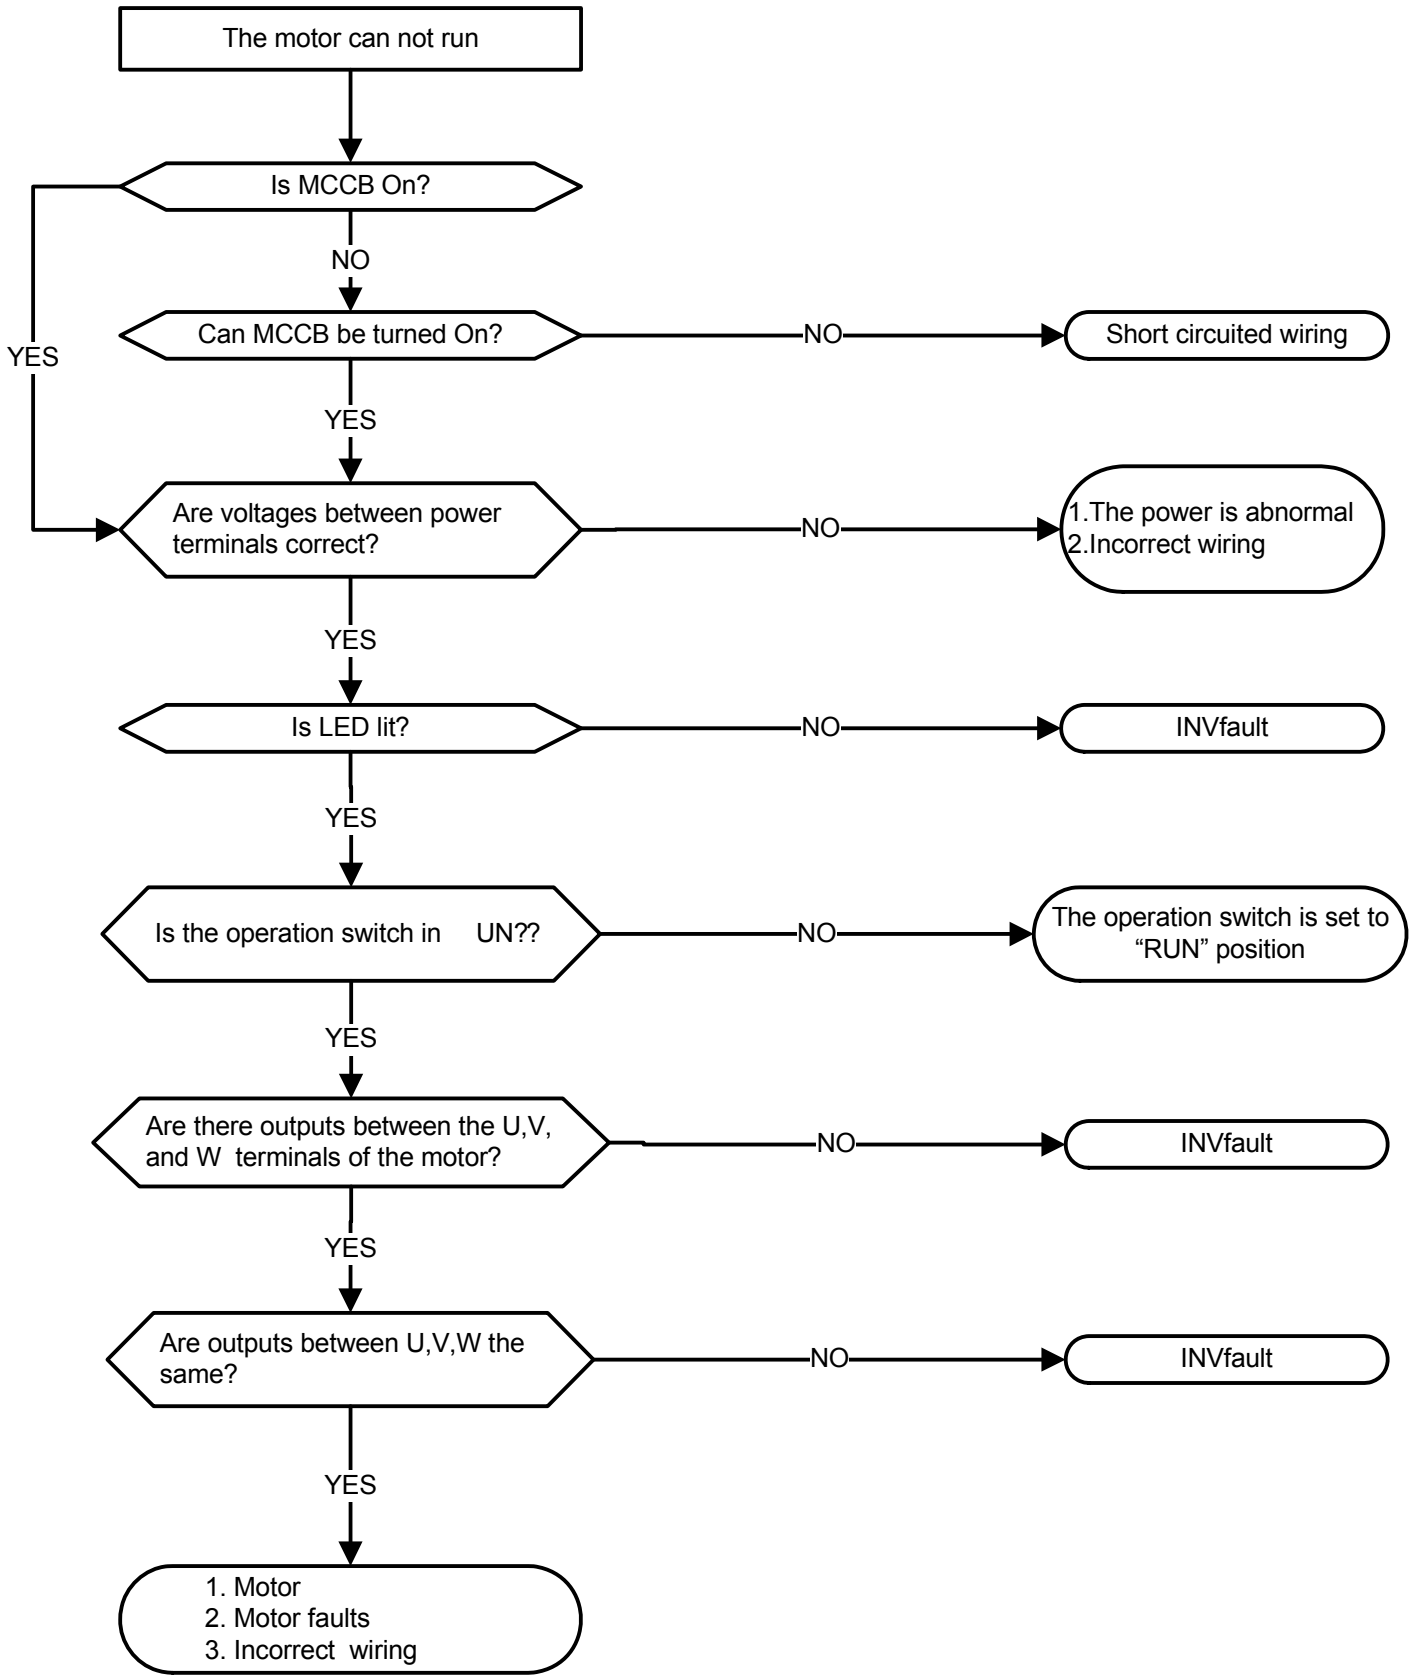 The motor can not run
Is MCCB On?
NO
Can MCCB be turned On?
NO
Short circuited wiring
YES
YES
Are voltages between power
terminals correct?
NO
1.The power is abnormal
2.Incorrect wiring
YES
Is LED lit?
NO
INVfault
YES
Is the operation switch in UN??
NO
The operation switch is set to
“RUN” position
YES
Are there outputs between the U,V,
and W terminals of the motor?
NO
INVfault
YES
Are outputs between U,V,W the
same?
NO
INVfault
YES
1. Motor
2. Motor faults
3. Incorrect wiring